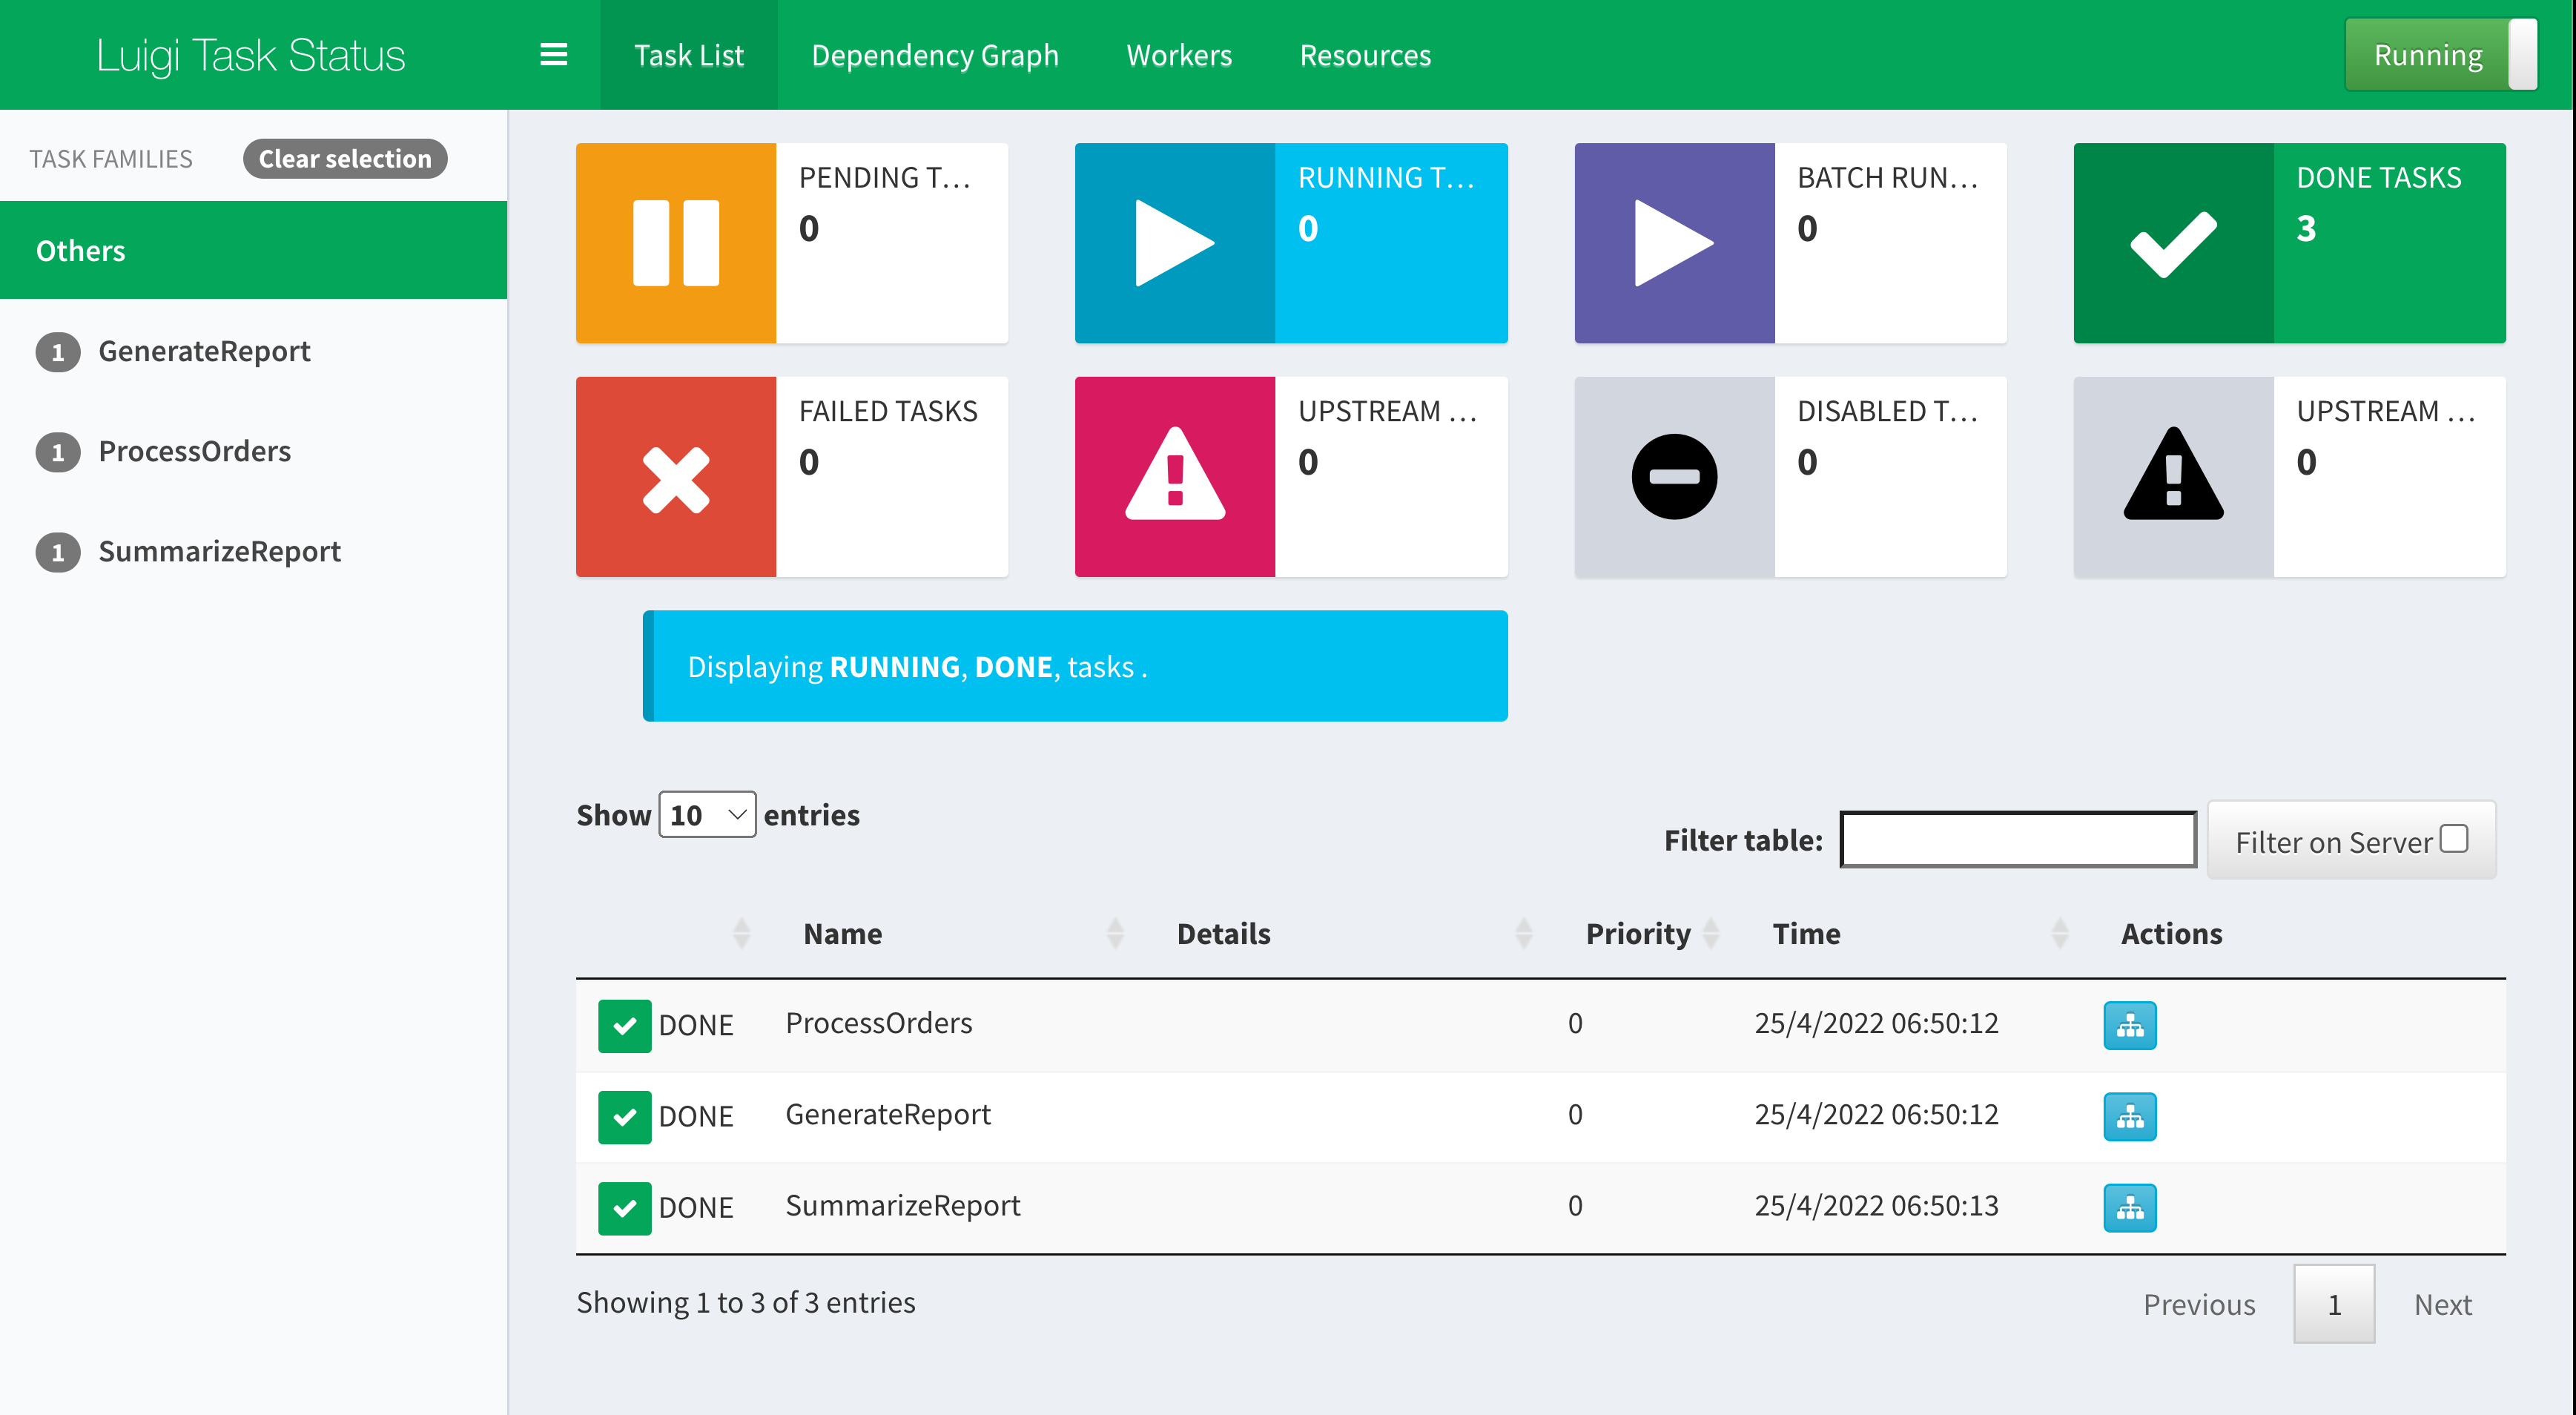 Luigi Task Status
Task List
Dependency Graph
Workers
Resources
Running
TASK FAMILIES
Clear selection
Others
1 GenerateReport
1 ProcessOrders
1 SummarizeReport
PENDING T...
0
RUNNING T...
0
BATCH RUN...
0
DONE TASKS
3
FAILED TASKS
0
UPSTREAM ...
0
DISABLED T...
0
UPSTREAM ...
0
Displaying RUNNING, DONE, tasks .
Show 10 entries
Filter table:
Filter on Server
Name Details Priority Time Actions
DONE ProcessOrders 0 25/4/2022 06:50:12
DONE GenerateReport 0 25/4/2022 06:50:12
DONE SummarizeReport 0 25/4/2022 06:50:13
Showing 1 to 3 of 3 entries
Previous 1 Next